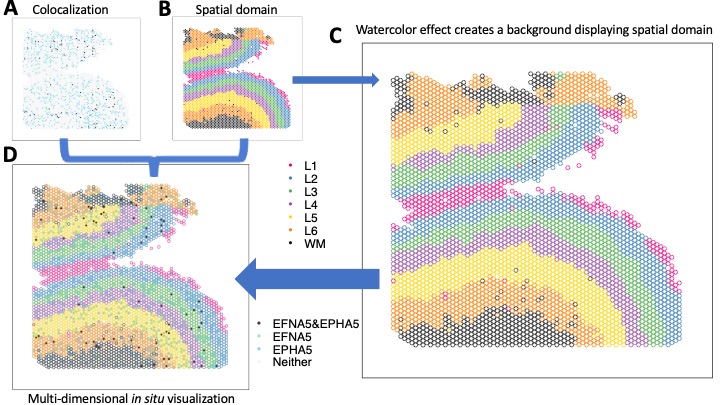 A
Colocalization
B
Spatial domain
C
Watercolor effect creates a background displaying spatial domain
D
L1
L2
L3
L4
L5
L6
WM
EFNA5&EPHA5
EFNA5
EPHA5
Neither
Multi-dimensional in situ visualization